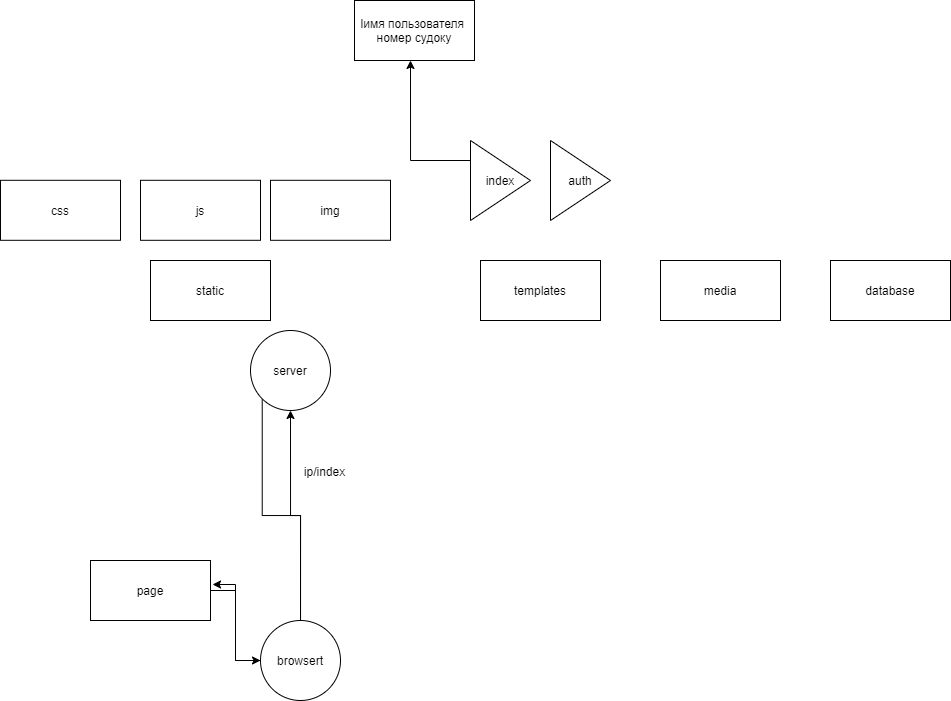 Iимя пользователя
номер судоку
index
auth
css
js
img
static
templates
media
database
server
ip/index
page
browsert